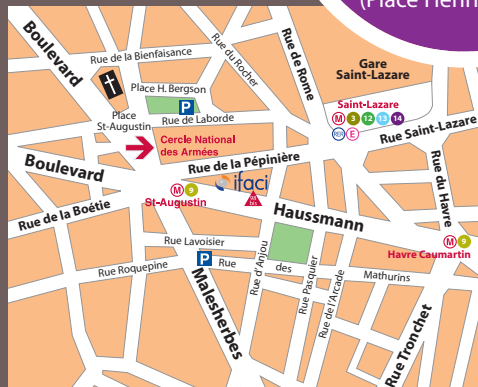 (Place Henri
Boulevard
Rue de la Bienfaisance
Rue du Rocher
Rue de Rome
Gare
Saint-Lazare
Place H. Bergson
P
Saint-Lazare
M 3 12 13 14
RER E
Place
St-Augustin
Rue de Laborde
Rue Saint-Lazare
Cercle National
des Armées
Boulevard
Rue de la Pépinière
Rue du Havre
ifaci
M 9
St-Augustin
Rue de la Boétie
Haussmann
M 9
Havre Caumartin
Rue Lavoisier
P
Rue Roquepine
Rue
des
Mathurins
Malesherbes
Rue d'Anjou
Rue Pasquier
Rue de l'Arcade
Rue Tronchet